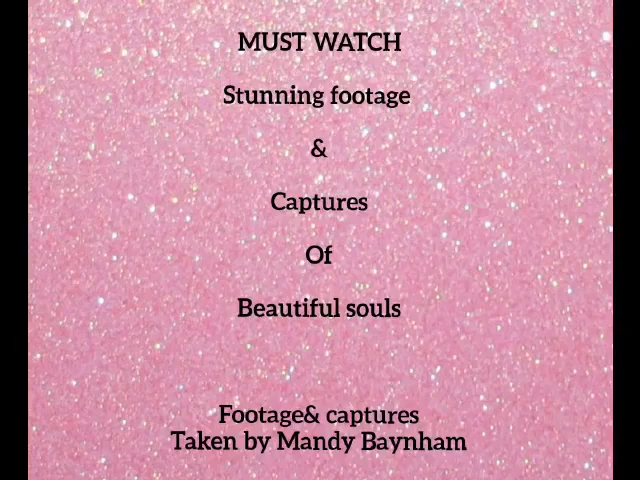 MUST WATCH
Stunning footage
&
Captures
Of
Beautiful souls
Footage& captures
Taken by Mandy Baynham